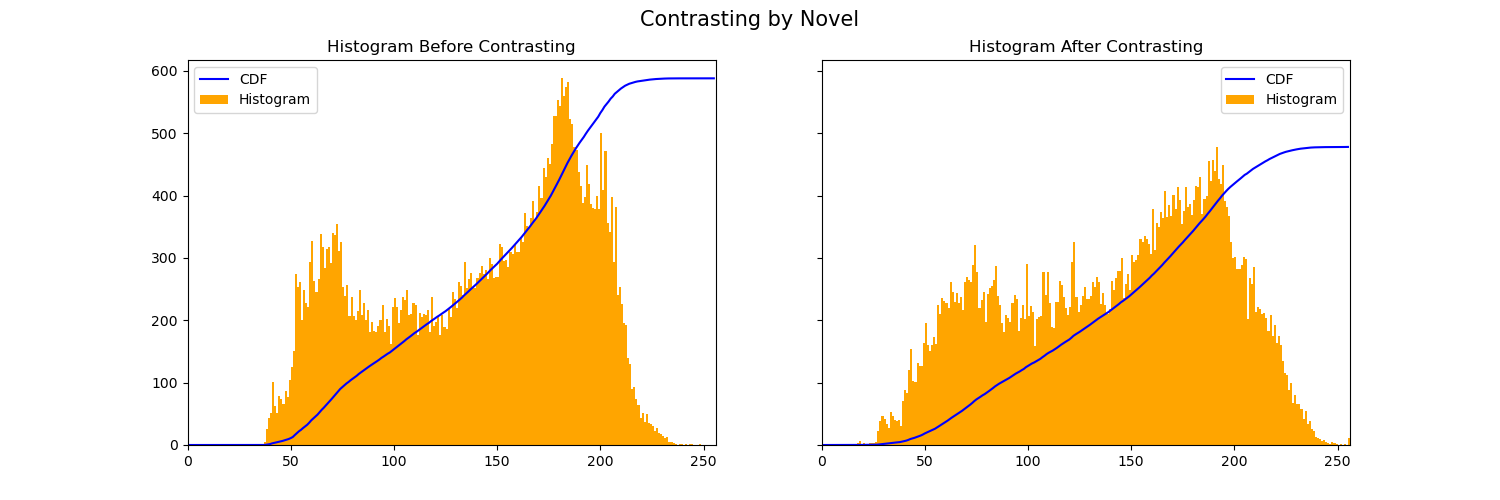 Contrasting by Novel
Histogram Before Contrasting
CDF
Histogram
600
500
400
300
200
100
0
0 50 100 150 200 250
Histogram After Contrasting
CDF
Histogram
0 50 100 150 200 250